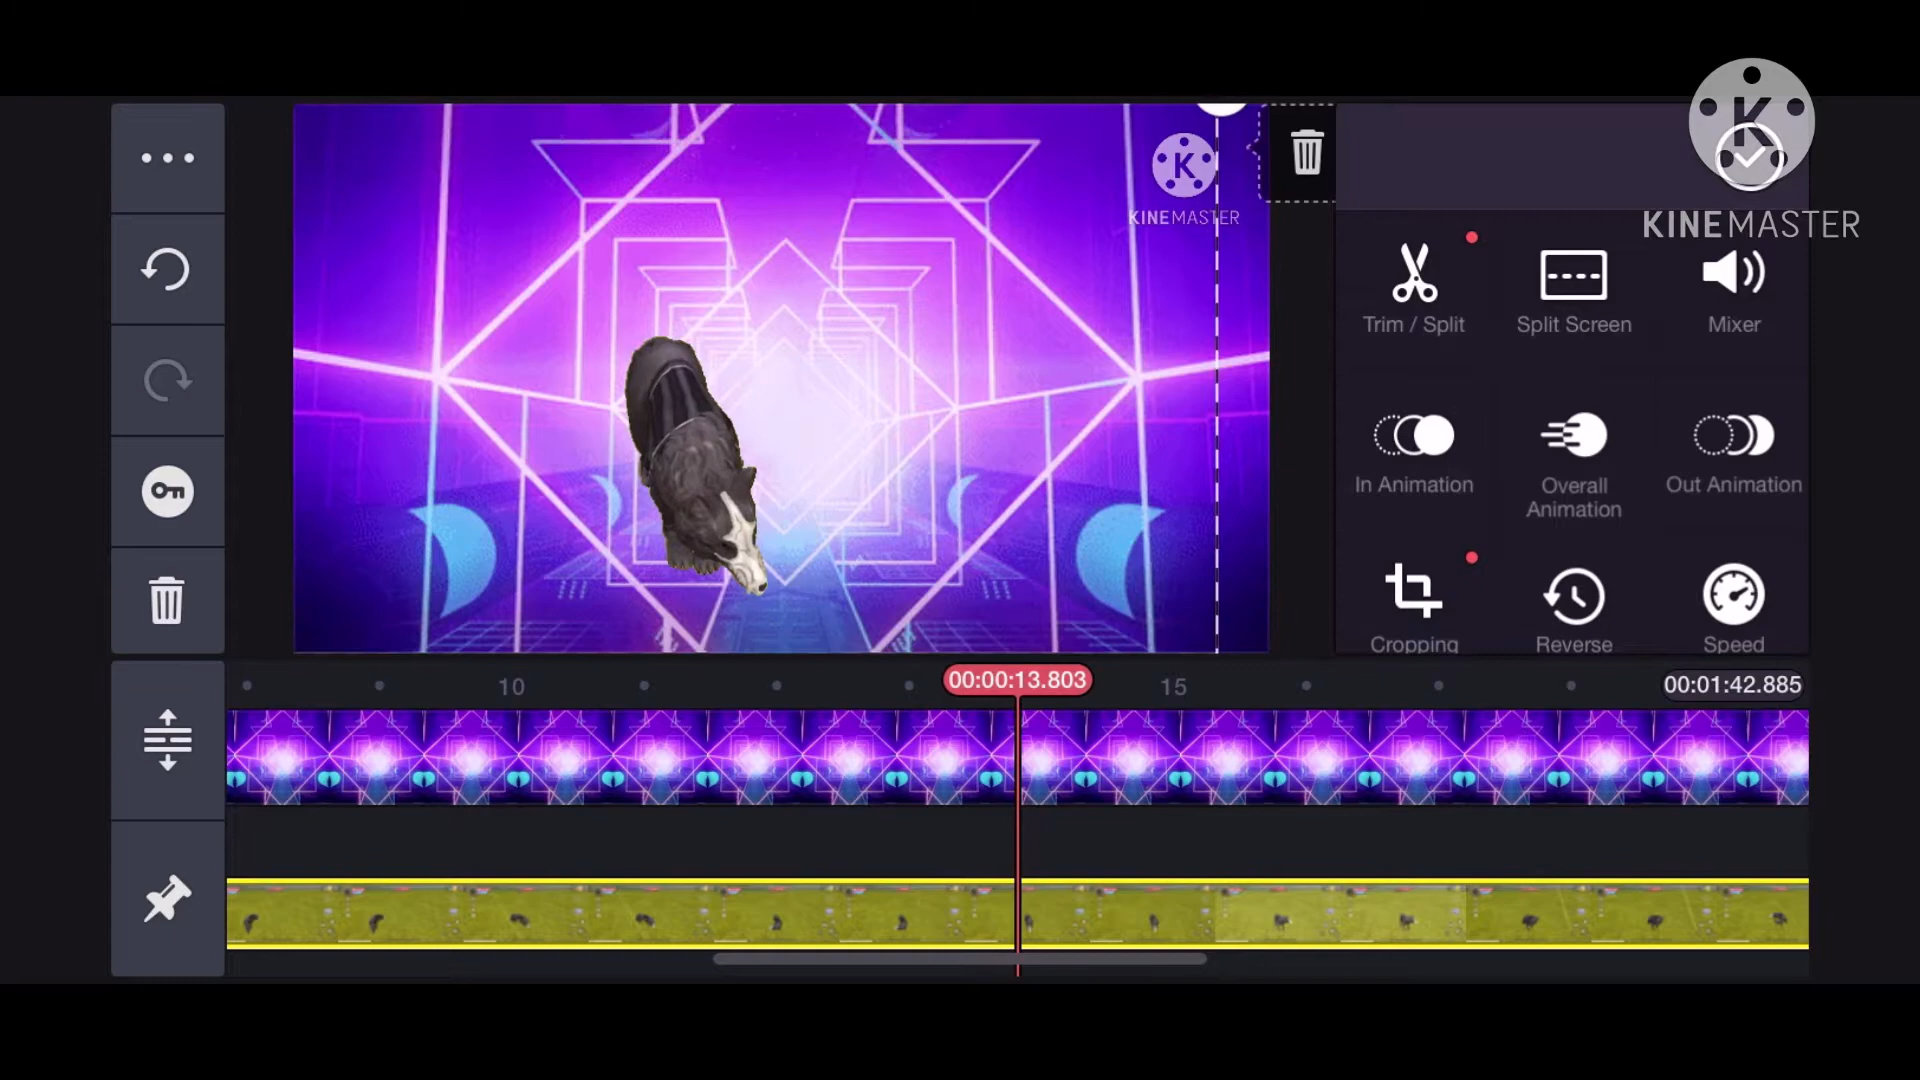 KINEMASTER
KINEMASTER
Trim / Split
Split Screen
Mixer
In Animation
Overall
Animation
Out Animation
Cropping
Reverse
Speed
10
00:00:13.803
15
00:01:42.885